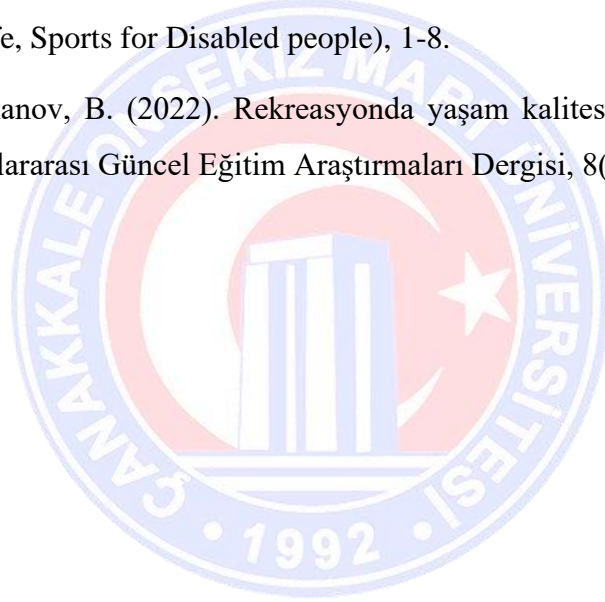 fe, Sports for Disabled people), 1-8.
anov, B. (2022). Rekreasyonda yaşam kalites
lararası Güncel Eğitim Araştırmaları Dergisi, 8(
ÇANAKKALE ONSEKİZ MART ÜNİVERSİTESİ
• 1992 •